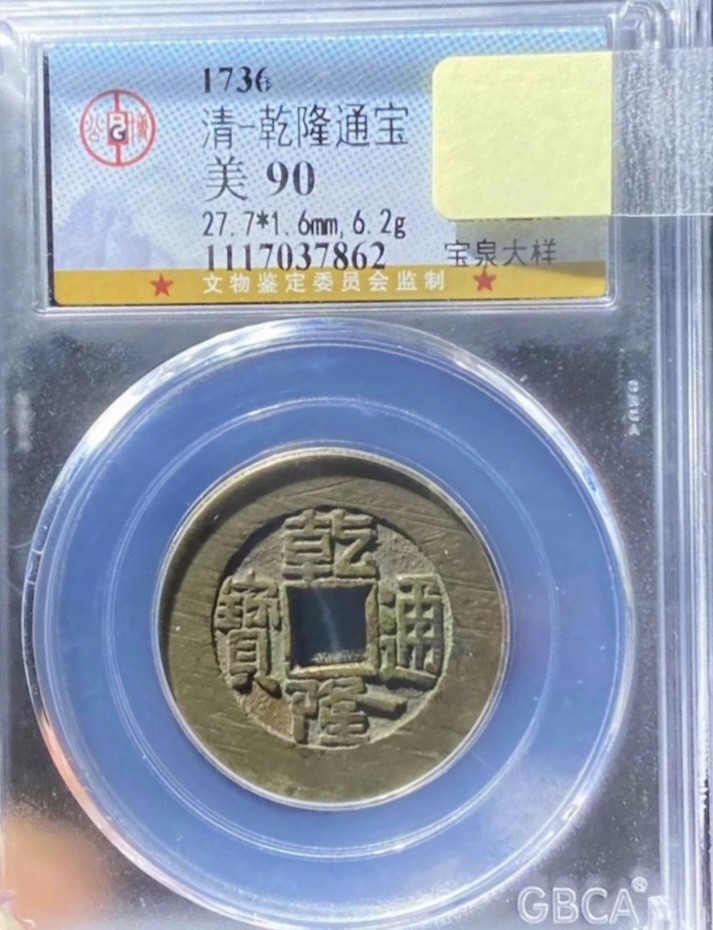 1736
清-乾隆通宝
美 90
27.7*1.6mm, 6.2g
1117037862 宝泉大样
★ 文物鉴定委员会监制 ★
乾隆通寶
GBCA®